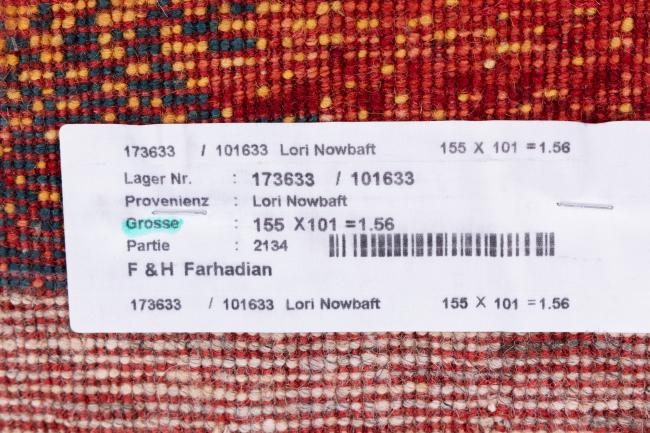 173633 / 101633 Lori Nowbaft 155 X 101 =1.56
Lager Nr. : 173633 / 101633
Provenienz : Lori Nowbaft
Grosse : 155 X101 =1.56
Partie : 2134
F & H Farhadian
173633 / 101633 Lori Nowbaft 155 X 101 =1.56